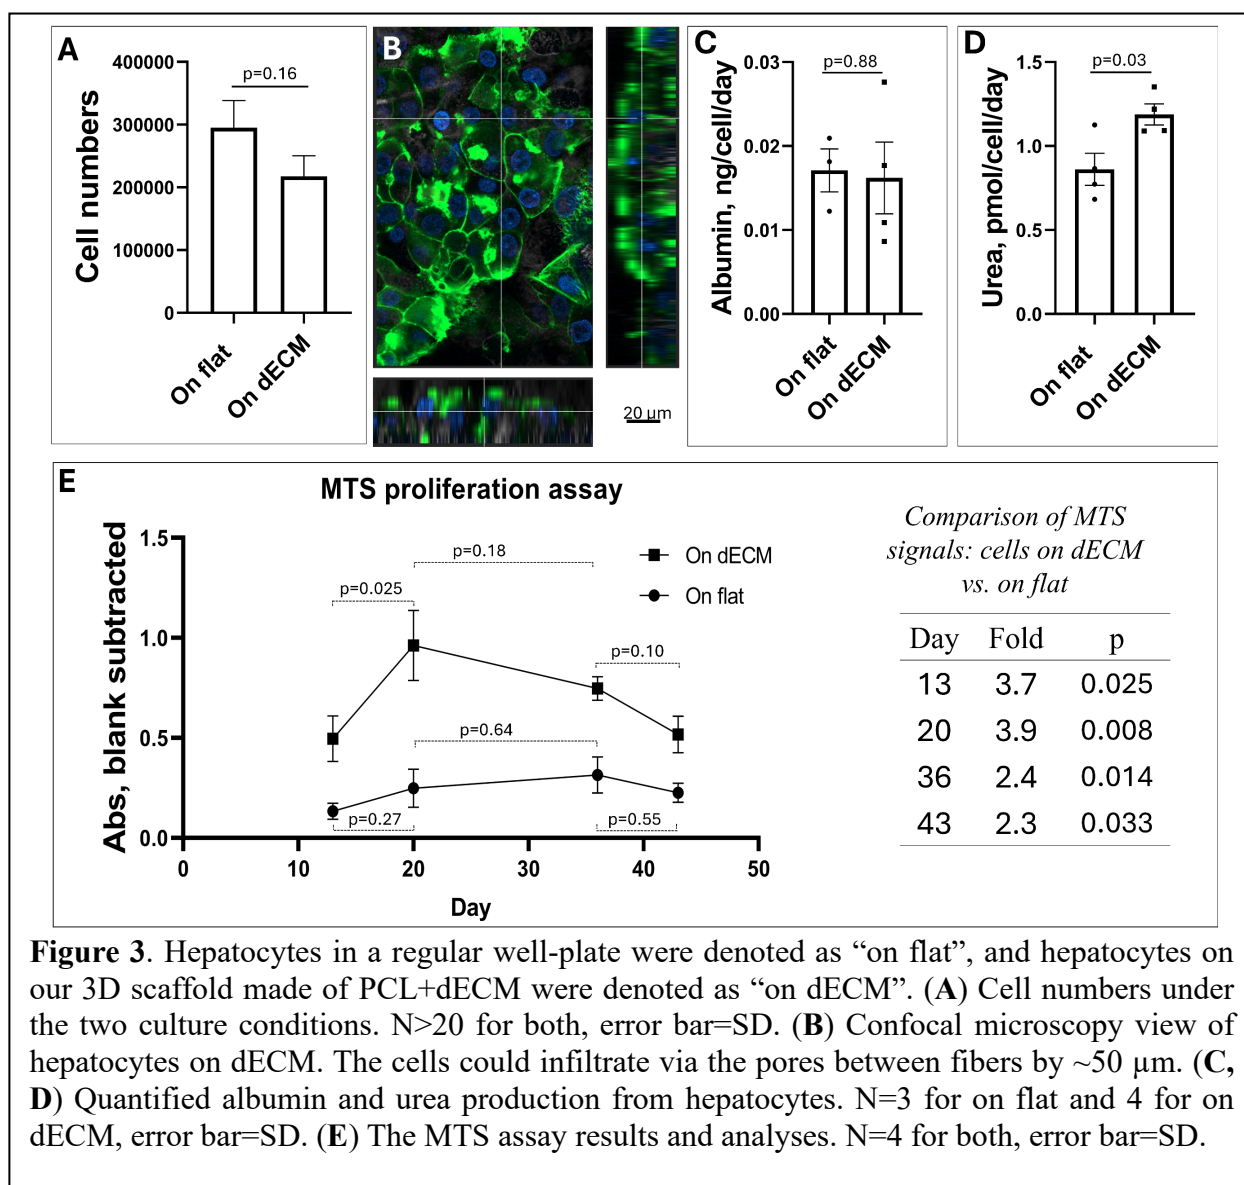 A
400000
300000
200000
100000
0
Cell numbers
p=0.16
On flat
On dECM
B
20 µm
C
0.03
0.02
0.01
0.00
Albumin, ng/cell/day
p=0.88
On flat
On dECM
D
1.5
1.0
0.5
0.0
Urea, pmol/cell/day
p=0.03
On flat
On dECM
E
MTS proliferation assay
Abs, blank subtracted
1.5
1.0
0.5
0.0
p=0.18
p=0.025
p=0.10
p=0.64
p=0.27
p=0.55
On dECM
On flat
0 10 20 30 40 50
Day
Comparison of MTS
signals: cells on dECM
vs. on flat
Day Fold p
13 3.7 0.025
20 3.9 0.008
36 2.4 0.014
43 2.3 0.033
Figure 3. Hepatocytes in a regular well-plate were denoted as “on flat”, and hepatocytes on
our 3D scaffold made of PCL+dECM were denoted as “on dECM”. (A) Cell numbers under
the two culture conditions. N>20 for both, error bar=SD. (B) Confocal microscopy view of
hepatocytes on dECM. The cells could infiltrate via the pores between fibers by ~50 µm. (C,
D) Quantified albumin and urea production from hepatocytes. N=3 for on flat and 4 for on
dECM, error bar=SD. (E) The MTS assay results and analyses. N=4 for both, error bar=SD.